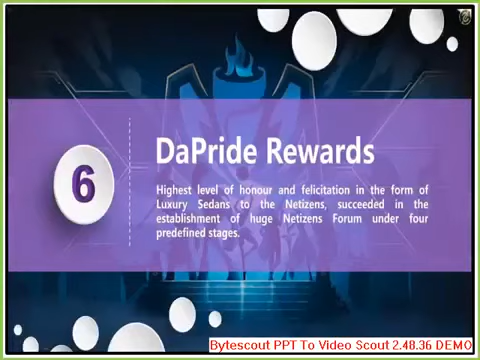 DaPride Rewards
6
Highest level of honour and felicitation in the form of
Luxury Sedans to the Netizens, succeeded in the
establishment of huge Netizens Forum under four
predefined stages.
Bytescout PPT To Video Scout 2.48.36 DEMO